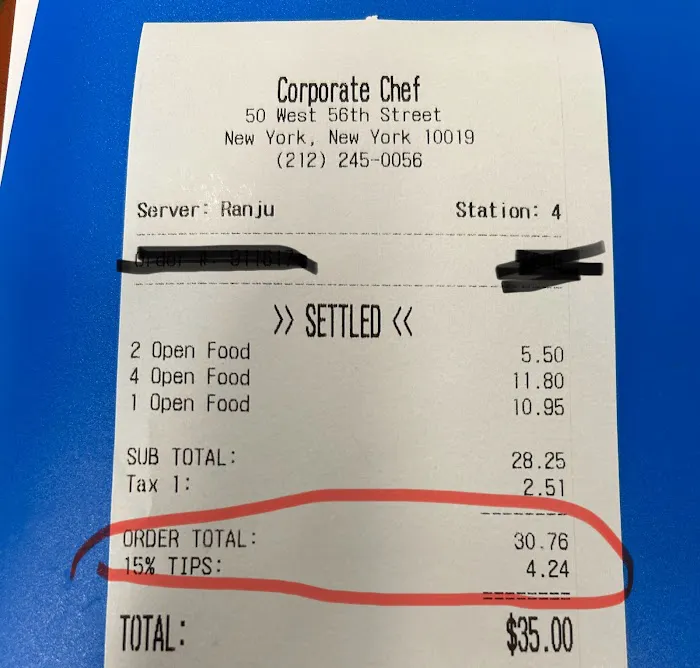 Corporate Chef
50 West 56th Street
New York, New York 10019
(212) 245-0056
Server: Ranju Station: 4
>> SETTLED <<
2 Open Food 5.50
4 Open Food 11.80
1 Open Food 10.95
SUB TOTAL: 28.25
Tax 1: 2.51
ORDER TOTAL: 30.76
15% TIPS: 4.24
TOTAL: $35.00